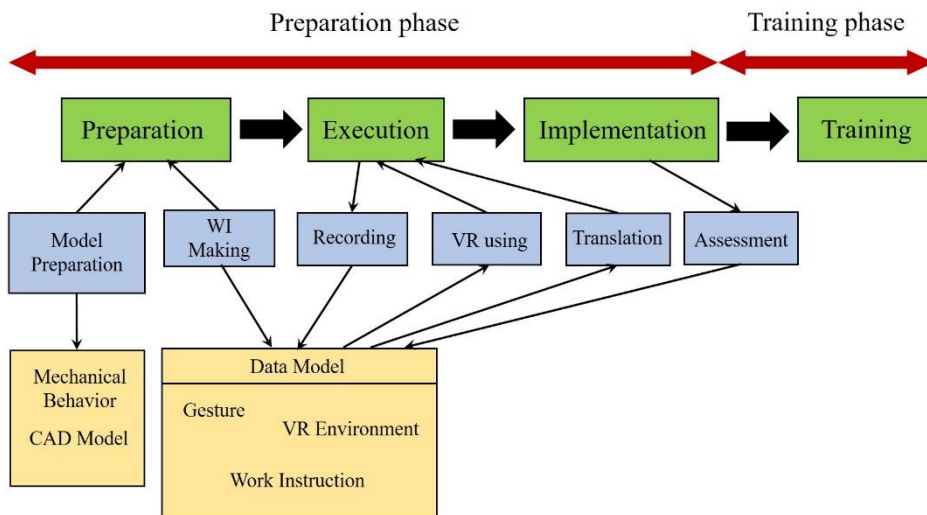 Preparation phase
Training phase
Preparation
Execution
Implementation
Training
Model
Preparation
WI
Making
Recording
VR using
Translation
Assessment
Mechanical
Behavior
CAD Model
Data Model
Gesture
VR Environment
Work Instruction